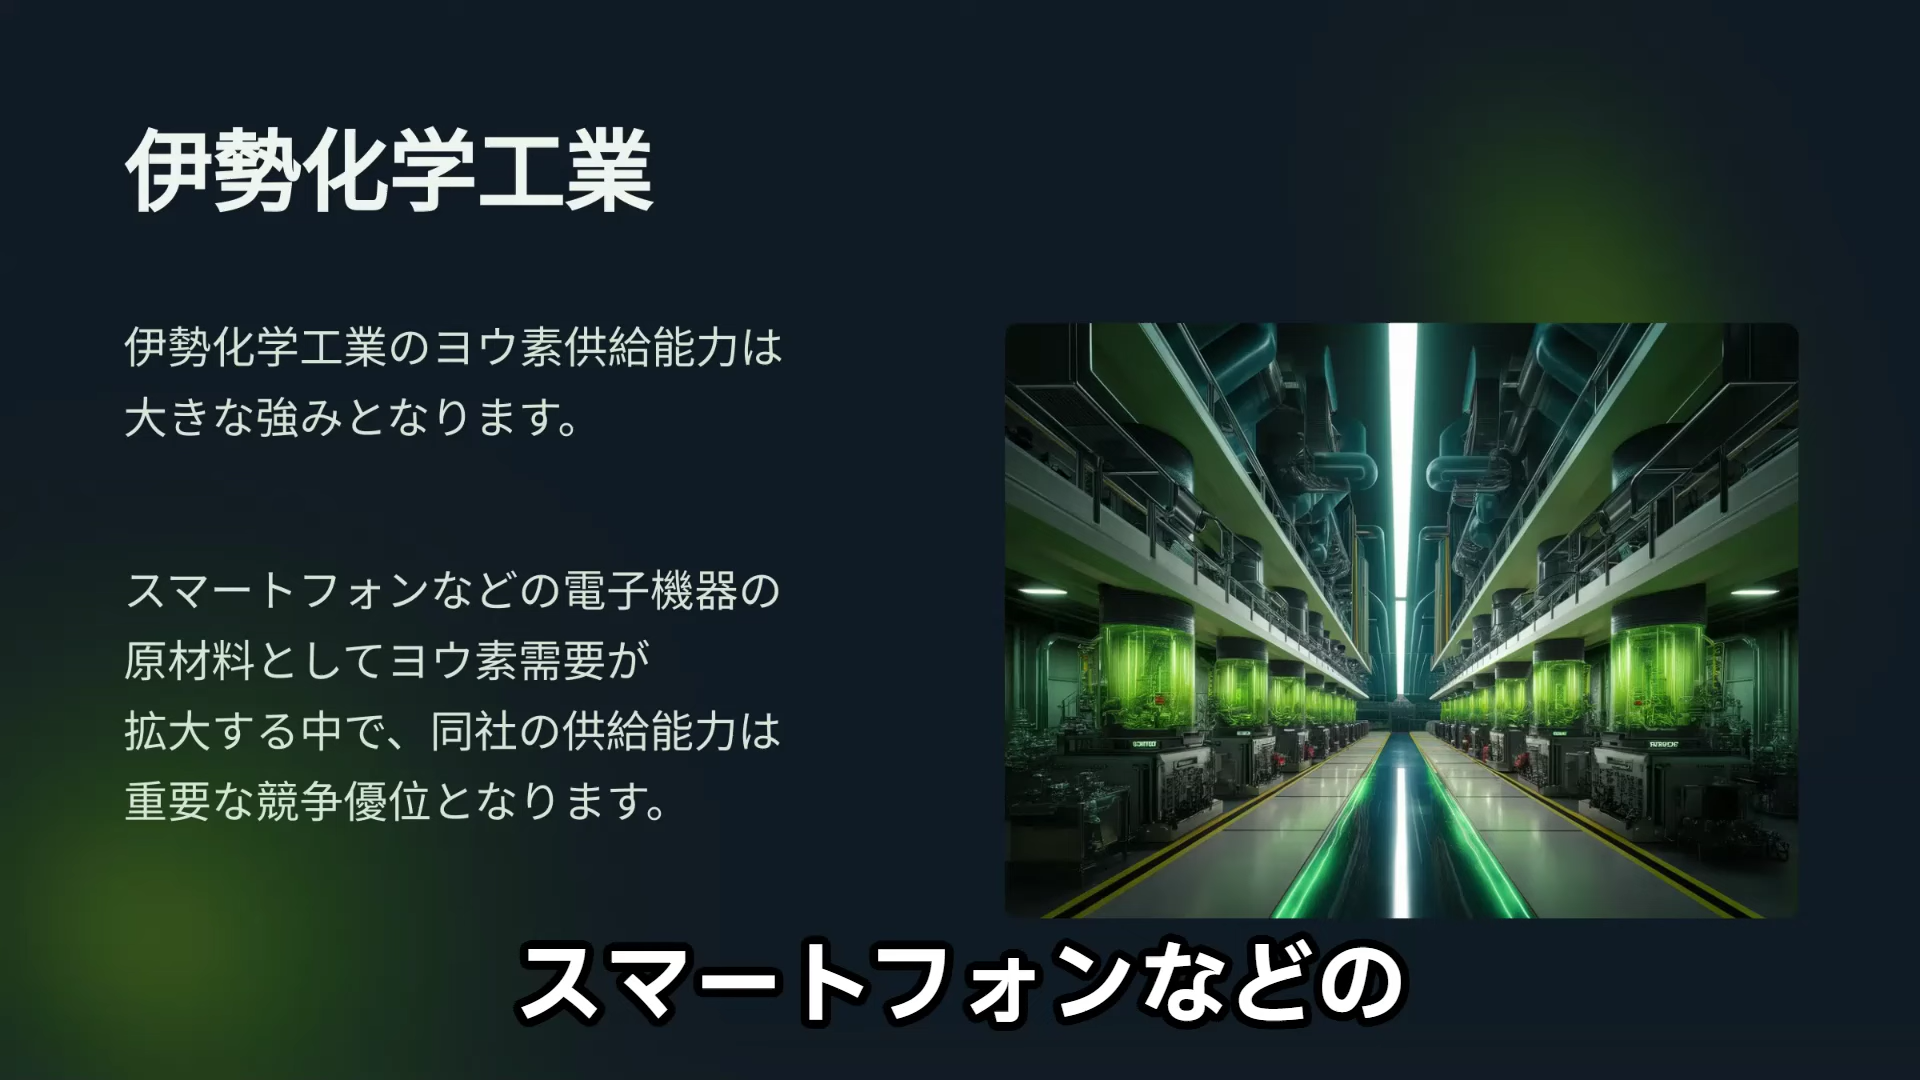 伊勢化学工業
伊勢化学工業のヨウ素供給能力は
大きな強みとなります。
スマートフォンなどの電子機器の
原材料としてヨウ素需要が
拡大する中で、同社の供給能力は
重要な競争優位となります。
スマートフォンなどの